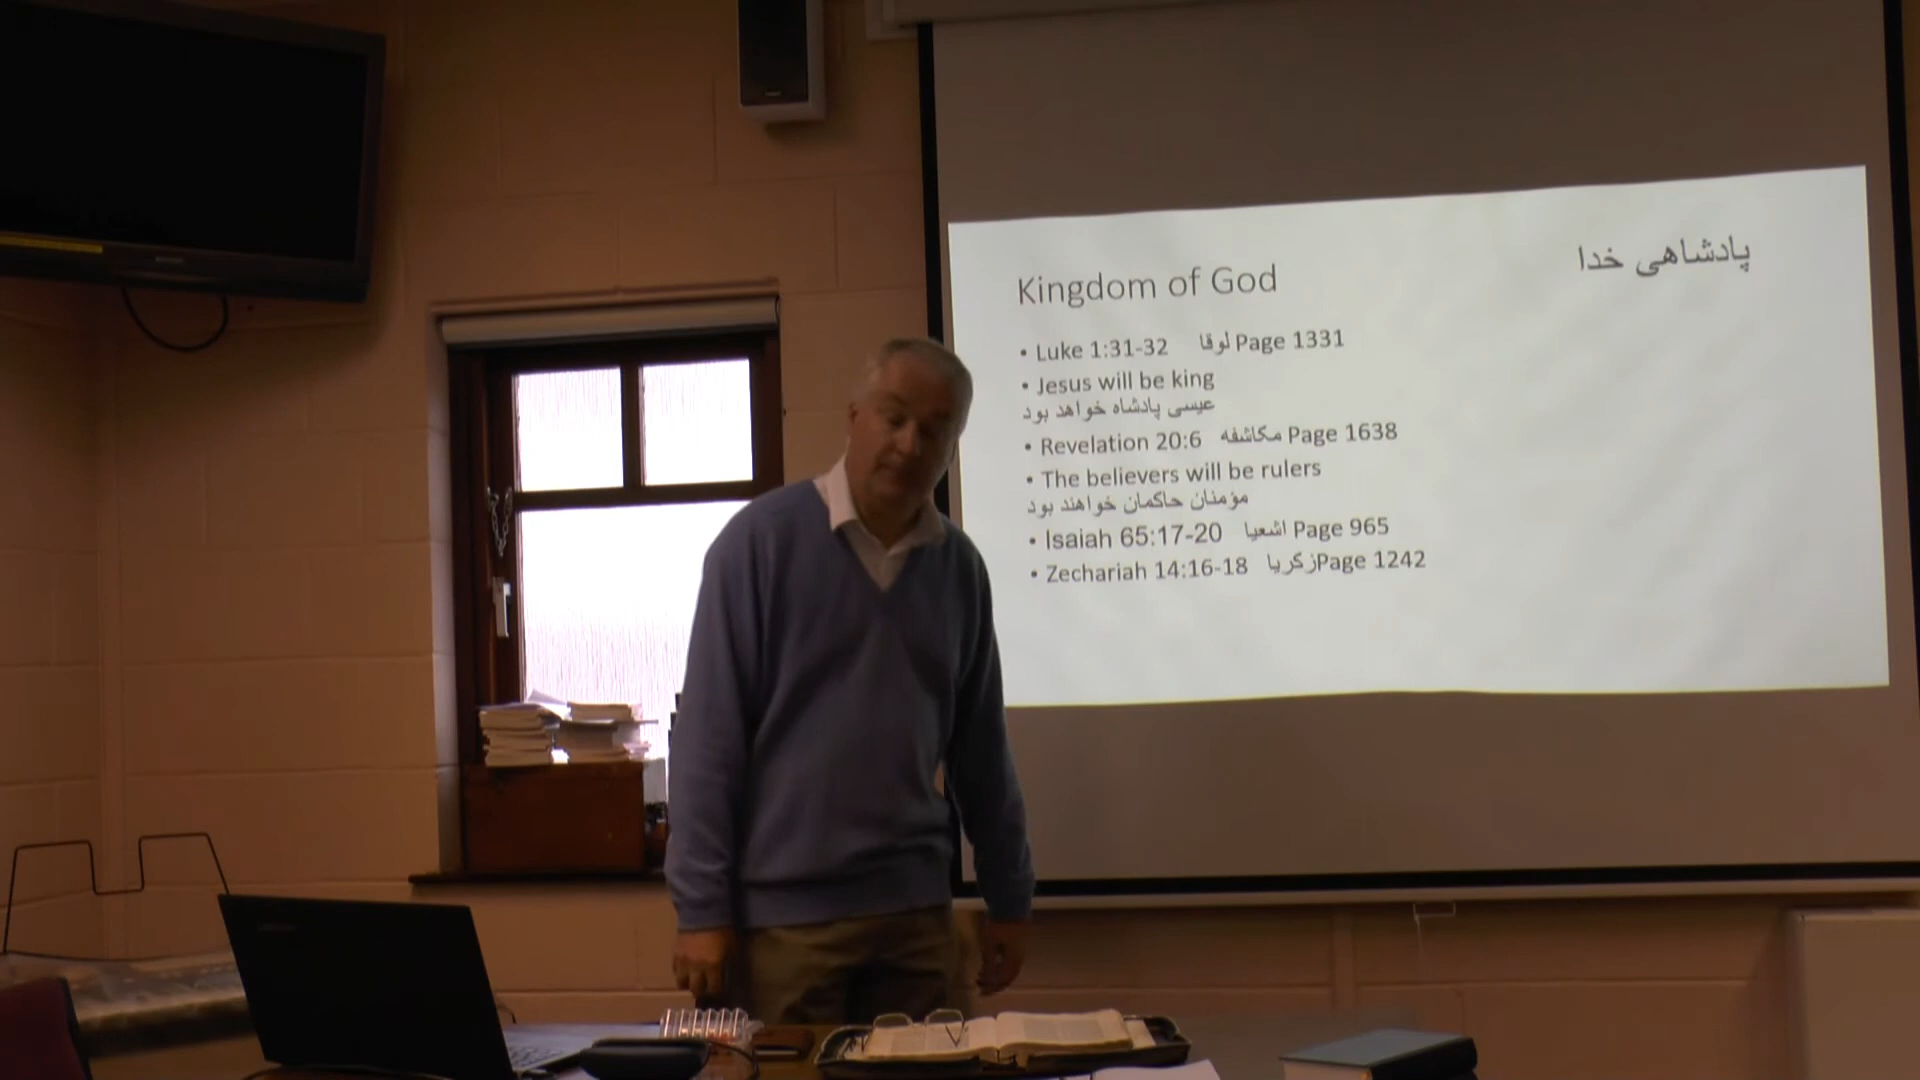 پادشاهی خدا
Kingdom of God
• Luke 1:31-32 لوقا Page 1331
• Jesus will be king
عیسی پادشاه خواهد بود
• Revelation 20:6 مکاشفه Page 1638
• The believers will be rulers
مؤمنان حاکمان خواهند بود
• Isaiah 65:17-20 اشعیا Page 965
• Zechariah 14:16-18 زکریا Page 1242